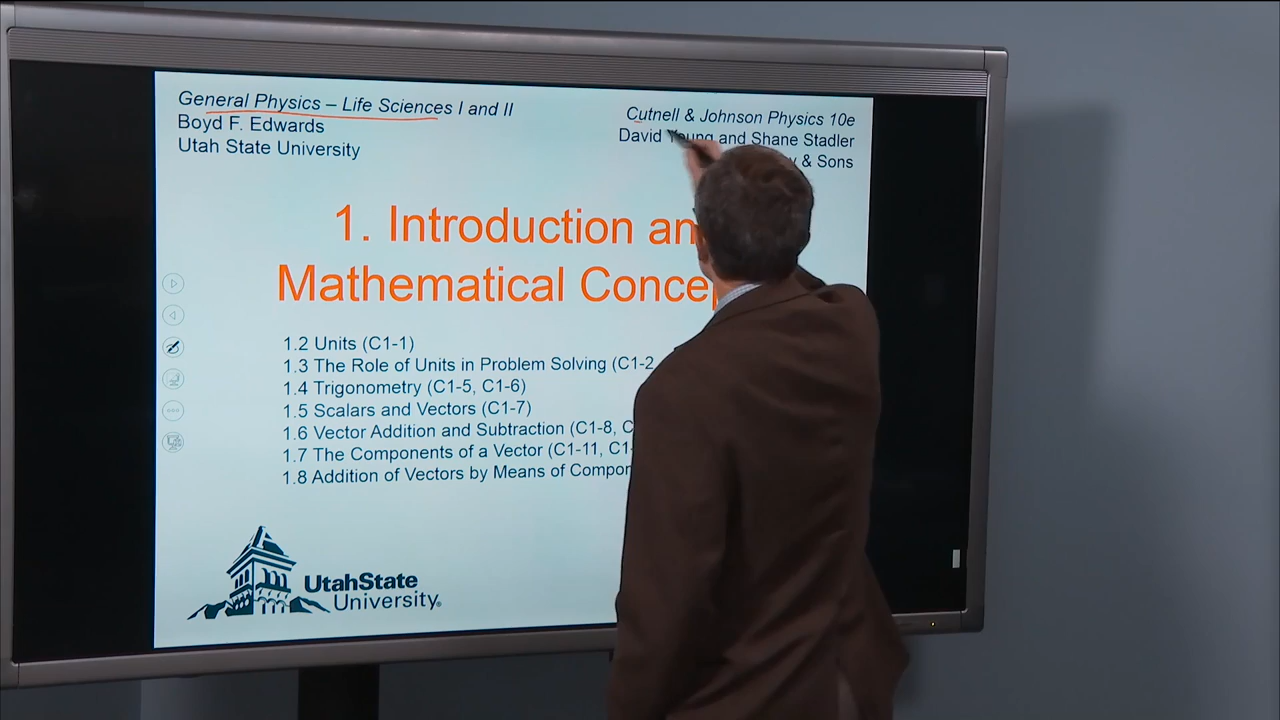 General Physics – Life Sciences I and II
Boyd F. Edwards
Utah State University
Cutnell & Johnson Physics 10e
David Young and Shane Stadler
& Sons
1. Introduction an
Mathematical Concep
1.2 Units (C1-1)
1.3 The Role of Units in Problem Solving (C1-2
1.4 Trigonometry (C1-5, C1-6)
1.5 Scalars and Vectors (C1-7)
1.6 Vector Addition and Subtraction (C1-8, C
1.7 The Components of a Vector (C1-11, C1-
1.8 Addition of Vectors by Means of Compon
UtahState
University®